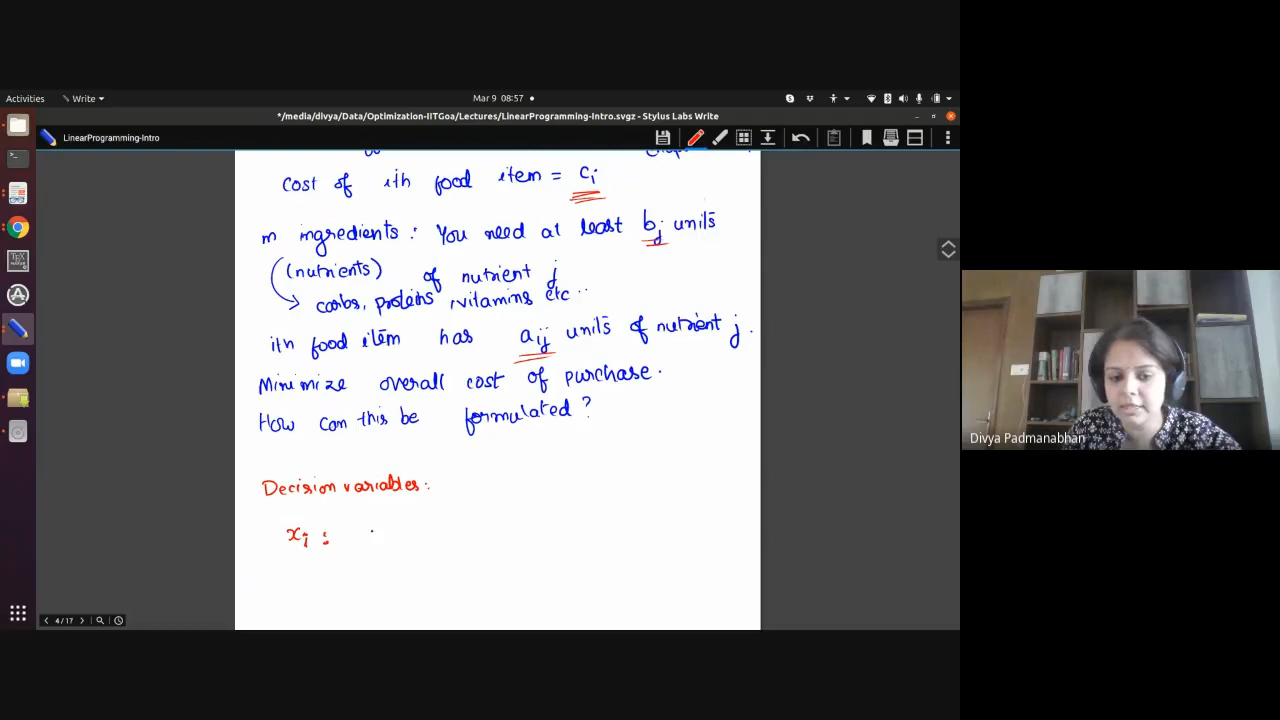 Activities
Write
Mar 9 08:57
*/media/divya/Data/Optimization-IITGoa/Lectures/LinearProgramming-Intro.svgz - Stylus Labs Write
LinearProgramming-Intro
cost of ith food item = ci
m ingredients : You need at least bj units
(nutrients) of nutrient j
carbs, proteins, vitamins etc ..
ith food item has aij units of nutrient j.
Minimize overall cost of purchase.
How can this be formulated?
Decision variables:
xi :
4/17
Divya Padmanabhan